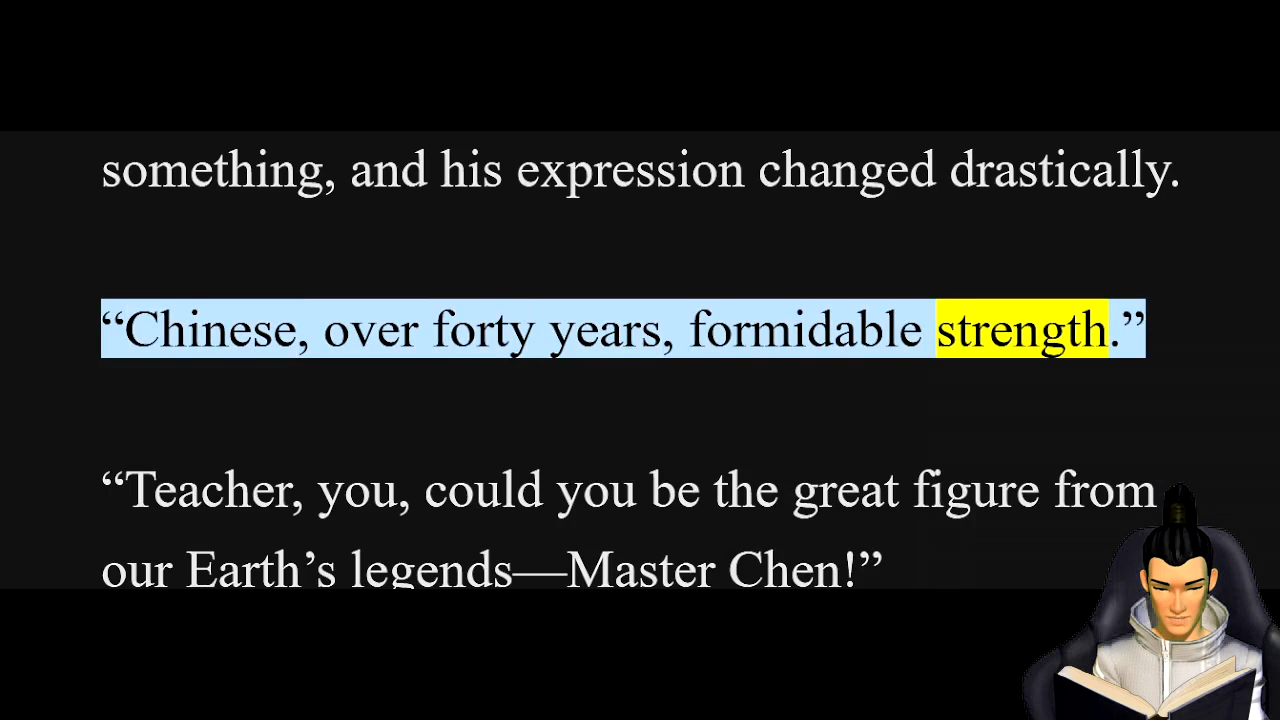 something, and his expression changed drastically.
“Chinese, over forty years, formidable strength.”
“Teacher, you, could you be the great figure from
our Earth’s legends—Master Chen!”